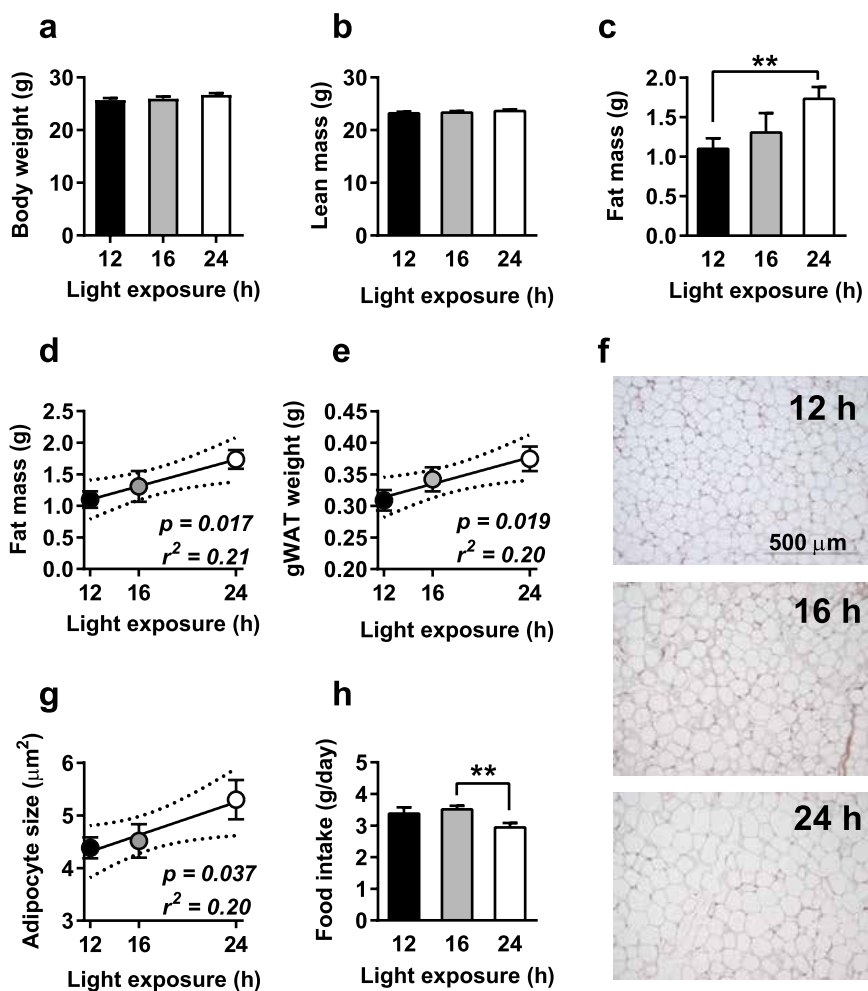 a
Body weight (g)
30
20
10
0
12 16 24
Light exposure (h)
b
Lean mass (g)
30
20
10
0
12 16 24
Light exposure (h)
c
Fat mass (g)
**
2.0
1.5
1.0
0.5
0.0
12 16 24
Light exposure (h)
d
Fat mass (g)
2.5
2.0
1.5
1.0
0.5
0.0
p = 0.017
r² = 0.21
12 16 24
Light exposure (h)
e
gWAT weight (g)
0.45
0.40
0.35
0.30
0.25
0.20
p = 0.019
r² = 0.20
12 16 24
Light exposure (h)
f
12 h
500 μm
16 h
24 h
g
Adipocyte size (μm²)
6
5
4
3
p = 0.037
r² = 0.20
12 16 24
Light exposure (h)
h
Food intake (g/day)
**
5
4
3
2
1
0
12 16 24
Light exposure (h)